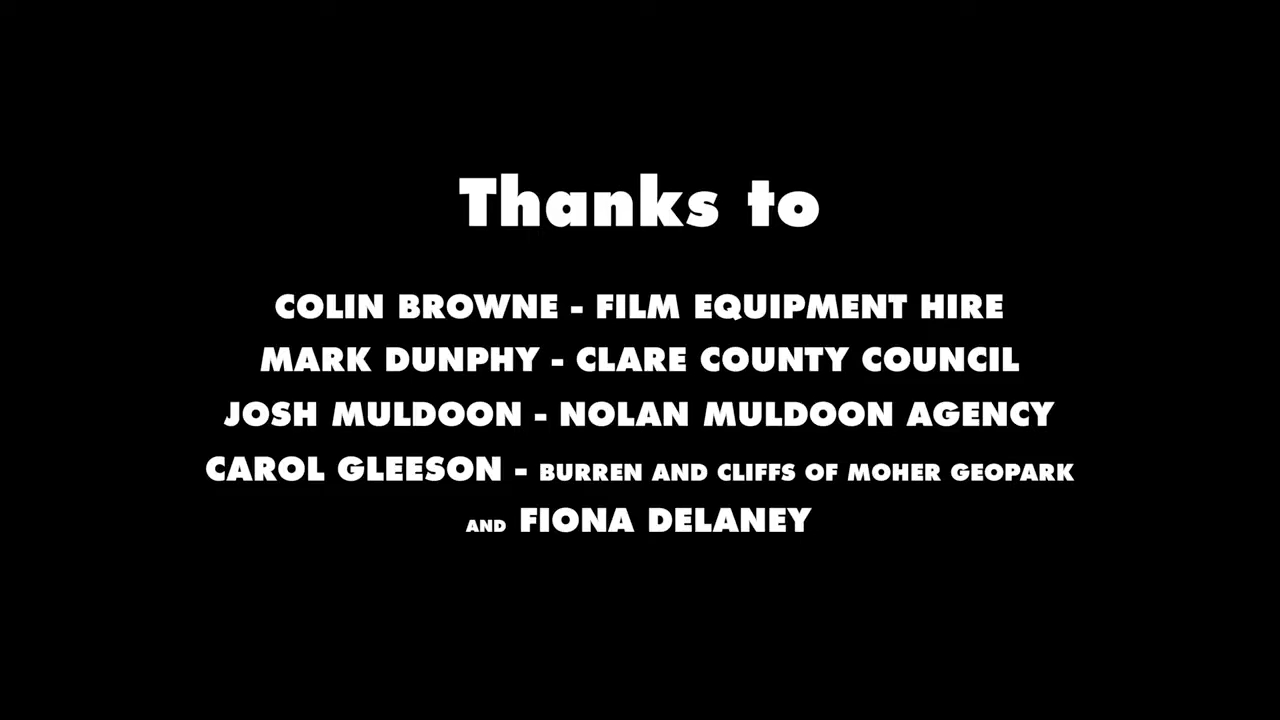 Thanks to
COLIN BROWNE - FILM EQUIPMENT HIRE
MARK DUNPHY - CLARE COUNTY COUNCIL
JOSH MULDOON - NOLAN MULDOON AGENCY
CAROL GLEESON - BURREN AND CLIFFS OF MOHER GEOPARK
AND FIONA DELANEY